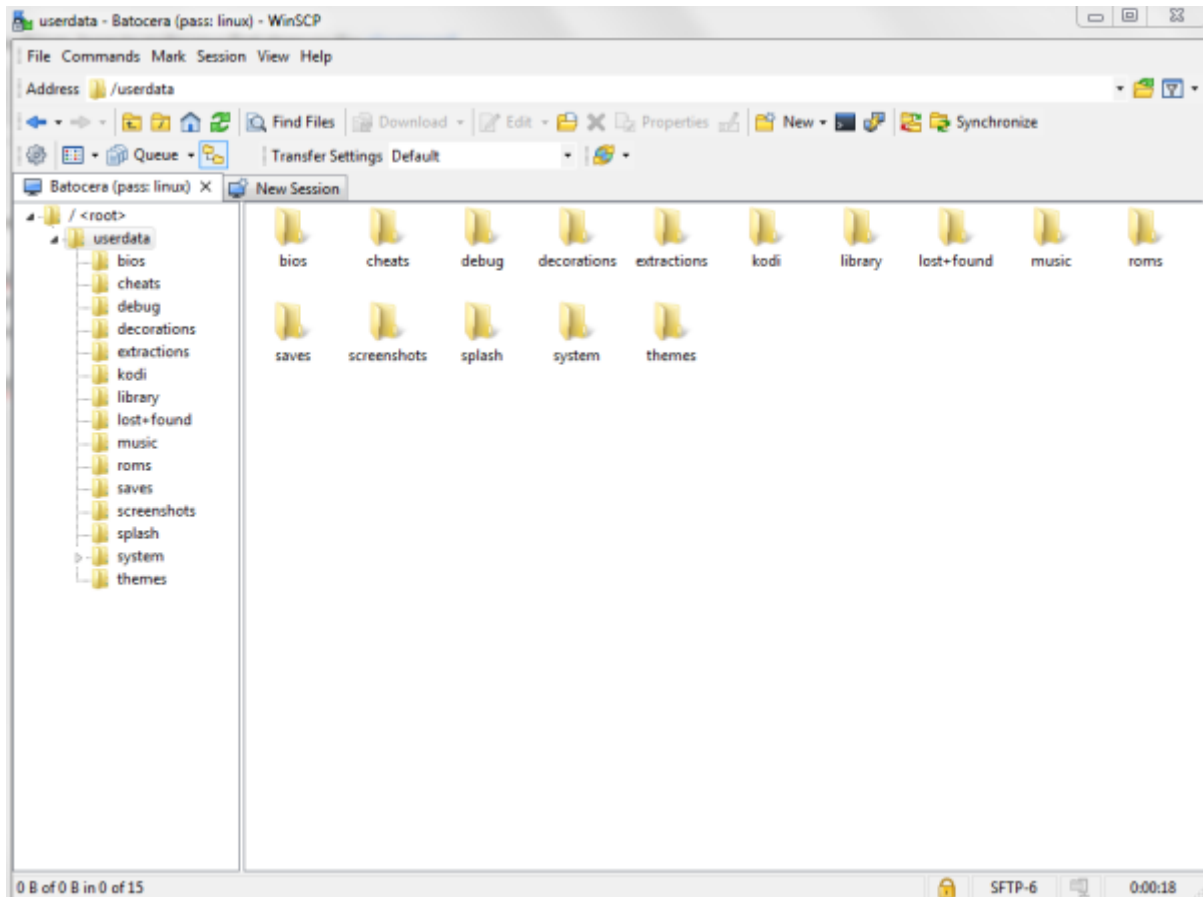 userdata - Batocera (pass: linux) - WinSCP
File Commands Mark Session View Help
Address /userdata
Find Files Download Edit Properties New Synchronize
Queue Transfer Settings Default
Batocera (pass: linux) New Session
/ <root>
userdata
bios
cheats
debug
decorations
extractions
kodi
library
lost+found
music
roms
saves
screenshots
splash
system
themes
bios cheats debug decorations extractions kodi library lost+found music roms
saves screenshots splash system themes
0 B of 0 B in 0 of 15 SFTP-6 0:00:18